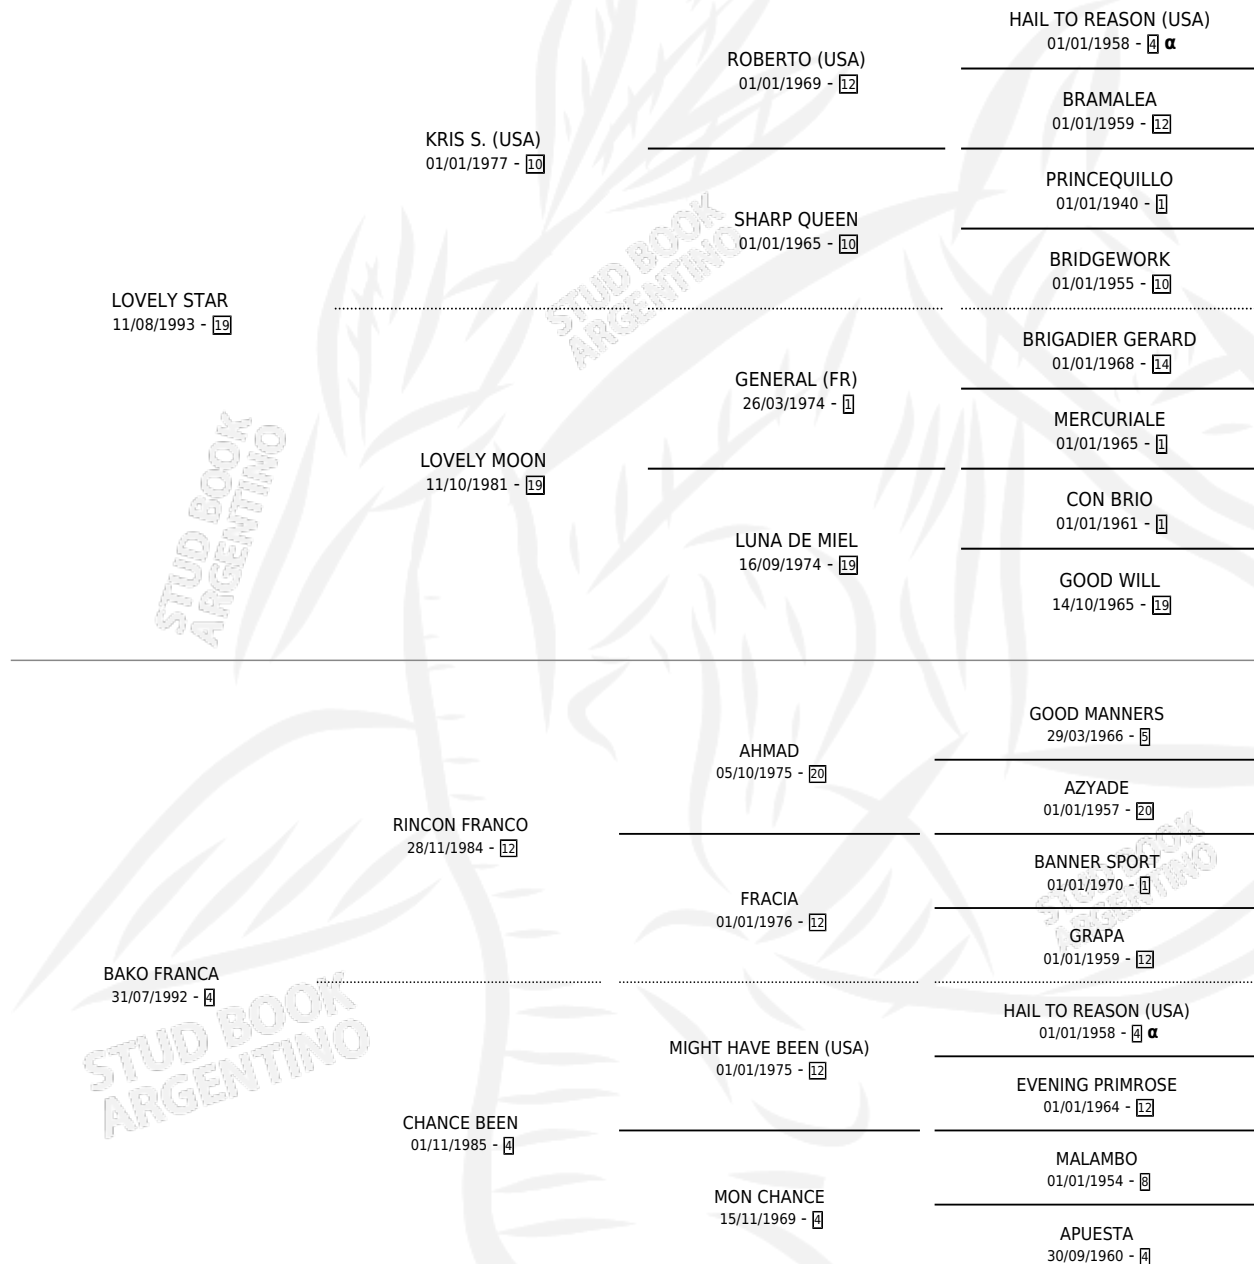 HAIL TO REASON (USA)
01/01/1958 - 4 α
ROBERTO (USA)
01/01/1969 - 12
BRAMALEA
01/01/1959 - 12
KRIS S. (USA)
01/01/1977 - 10
PRINCEQUILLO
01/01/1940 - 1
SHARP QUEEN
01/01/1965 - 10
BRIDGEWORK
01/01/1955 - 10
LOVELY STAR
11/08/1993 - 19
BRIGADIER GERARD
01/01/1968 - 14
GENERAL (FR)
26/03/1974 - 1
MERCURIALE
01/01/1965 - 1
LOVELY MOON
11/10/1981 - 19
CON BRIO
01/01/1961 - 1
LUNA DE MIEL
16/09/1974 - 19
GOOD WILL
14/10/1965 - 19
GOOD MANNERS
29/03/1966 - 5
AHMAD
05/10/1975 - 20
AZYADE
01/01/1957 - 20
RINCON FRANCO
28/11/1984 - 12
BANNER SPORT
01/01/1970 - 1
FRACIA
01/01/1976 - 12
GRAPA
01/01/1959 - 12
BAKO FRANCA
31/07/1992 - 4
HAIL TO REASON (USA)
01/01/1958 - 4 α
MIGHT HAVE BEEN (USA)
01/01/1975 - 12
EVENING PRIMROSE
01/01/1964 - 12
CHANCE BEEN
01/11/1985 - 4
MALAMBO
01/01/1954 - 8
MON CHANCE
15/11/1969 - 4
APUESTA
30/09/1960 - 4
STUD BOOK
ARGENTINO
STUD BOOK
ARGENTINO
STUD BOOK
ARGENTINO
STUD BOOK
ARGENTINO